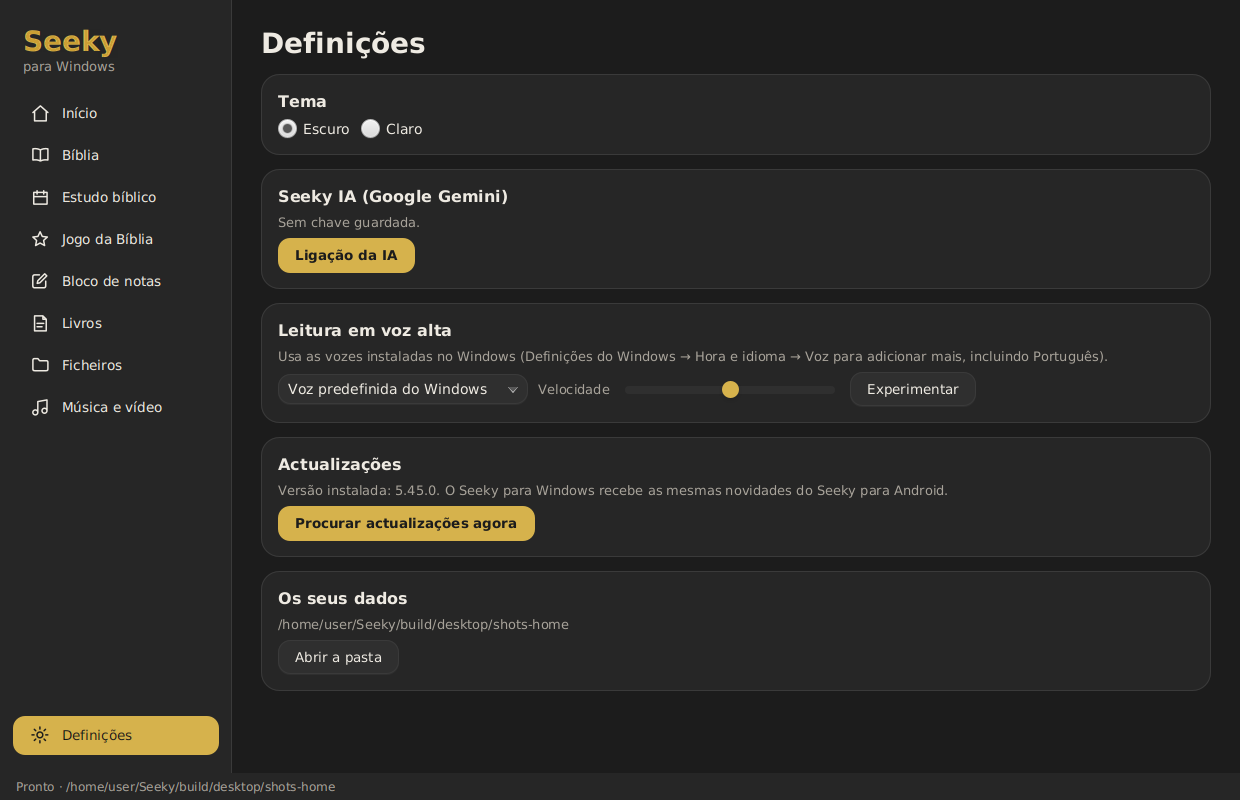 Seeky
para Windows
Início
Bíblia
Estudo bíblico
Jogo da Bíblia
Bloco de notas
Livros
Ficheiros
Música e vídeo
Definições
Definições
Tema
Escuro Claro
Seeky IA (Google Gemini)
Sem chave guardada.
Ligação da IA
Leitura em voz alta
Usa as vozes instaladas no Windows (Definições do Windows → Hora e idioma → Voz para adicionar mais, incluindo Português).
Voz predefinida do Windows Velocidade Experimentar
Actualizações
Versão instalada: 5.45.0. O Seeky para Windows recebe as mesmas novidades do Seeky para Android.
Procurar actualizações agora
Os seus dados
/home/user/Seeky/build/desktop/shots-home
Abrir a pasta
Pronto · /home/user/Seeky/build/desktop/shots-home